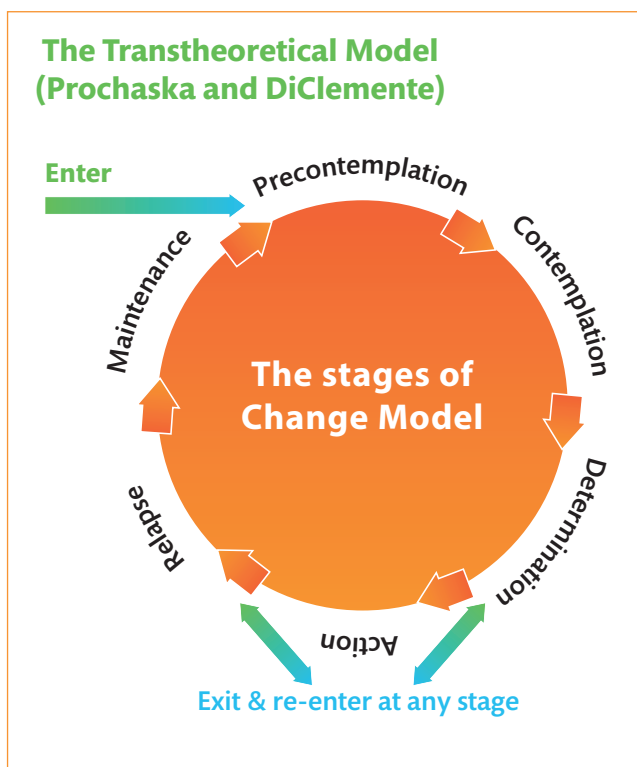 The Transtheoretical Model
(Prochaska and DiClemente)
Enter
Precontemplation
Contemplation
Determination
Action
Relapse
Maintenance
The stages of
Change Model
Exit & re-enter at any stage